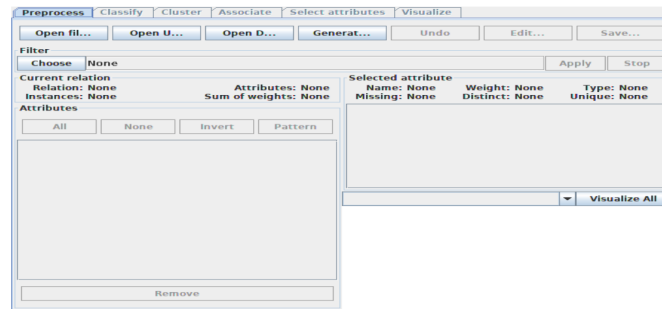 Preprocess Classify Cluster Associate Select attributes Visualize
Open fil... Open U... Open D... Generat... Undo Edit... Save...
Filter
Choose None Apply Stop
Current relation
Relation: None Attributes: None
Instances: None Sum of weights: None
Selected attribute
Name: None Weight: None Type: None
Missing: None Distinct: None Unique: None
Attributes
All None Invert Pattern
Visualize All
Remove